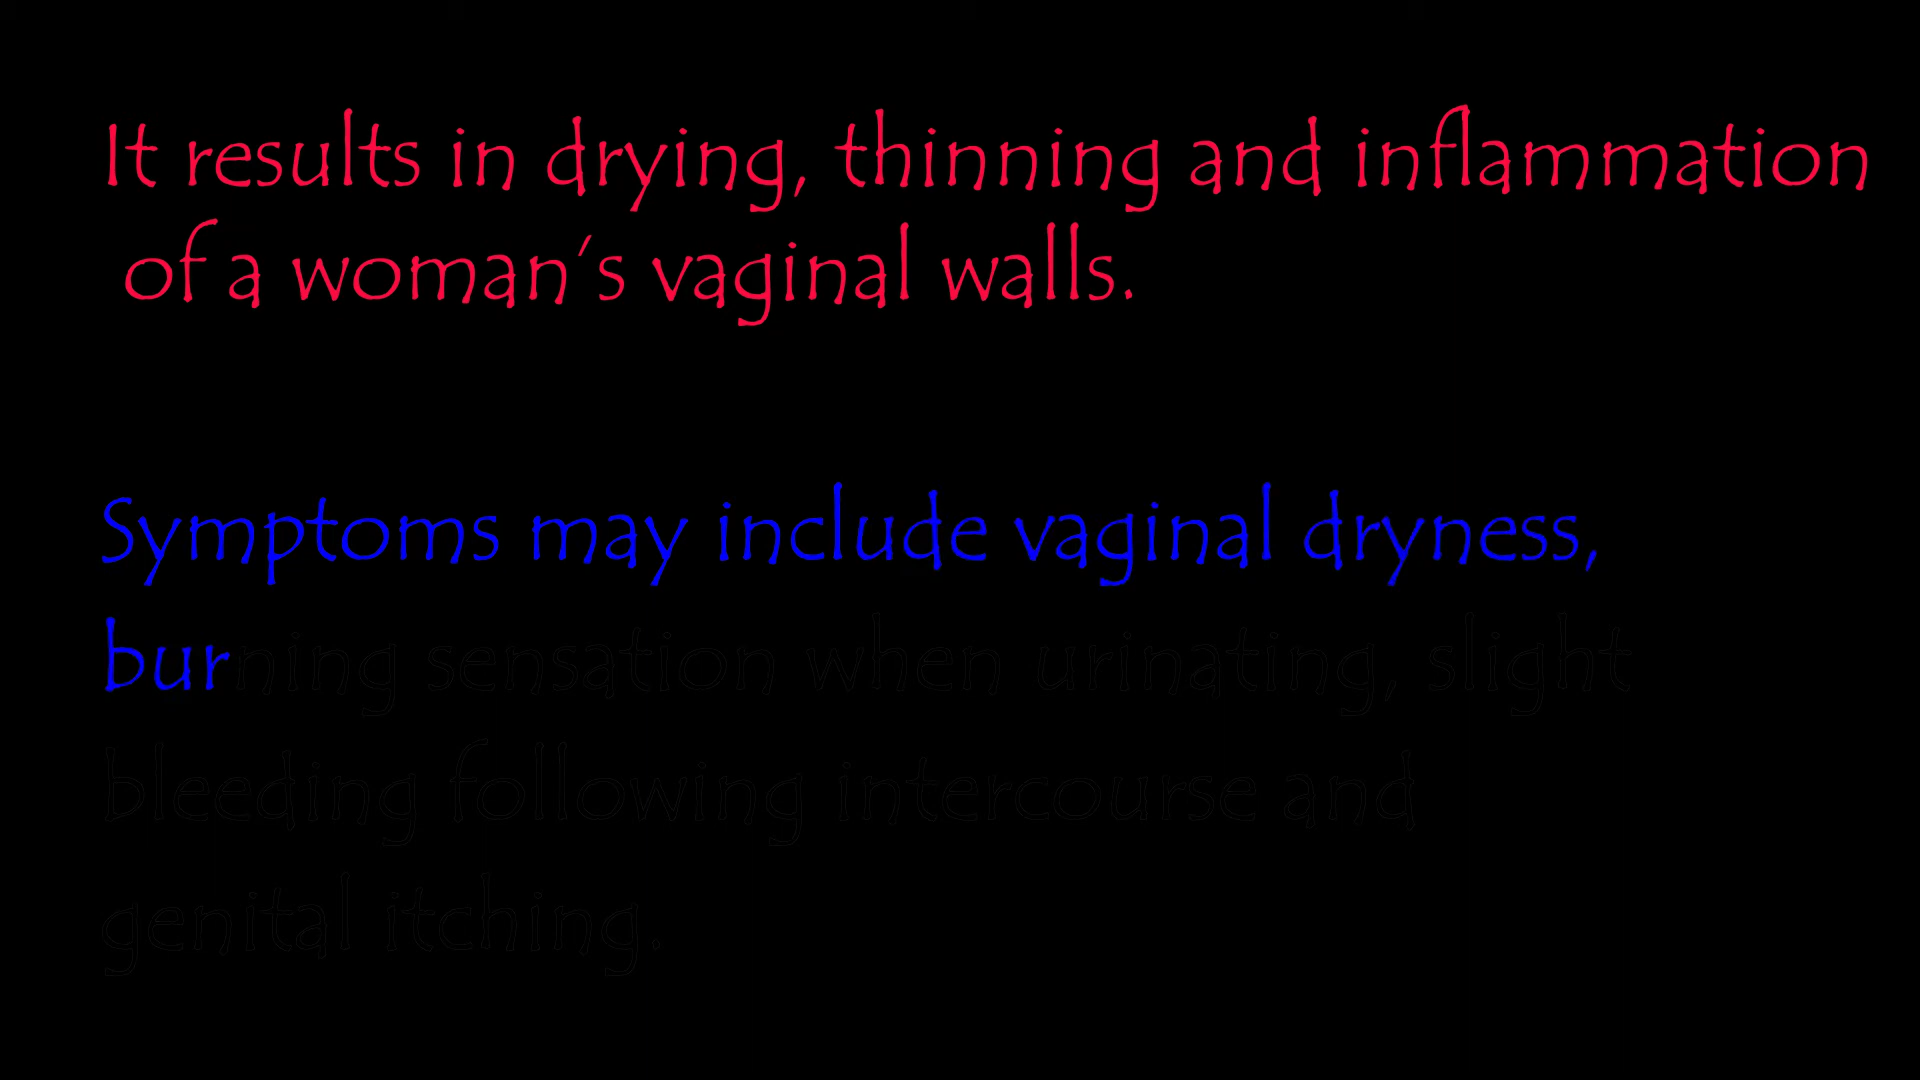 It results in drying, thinning and inflammation
of a woman's vaginal walls.
Symptoms may include vaginal dryness,
burning sensation when urinating, slight
bleeding following intercourse and
genital itching.